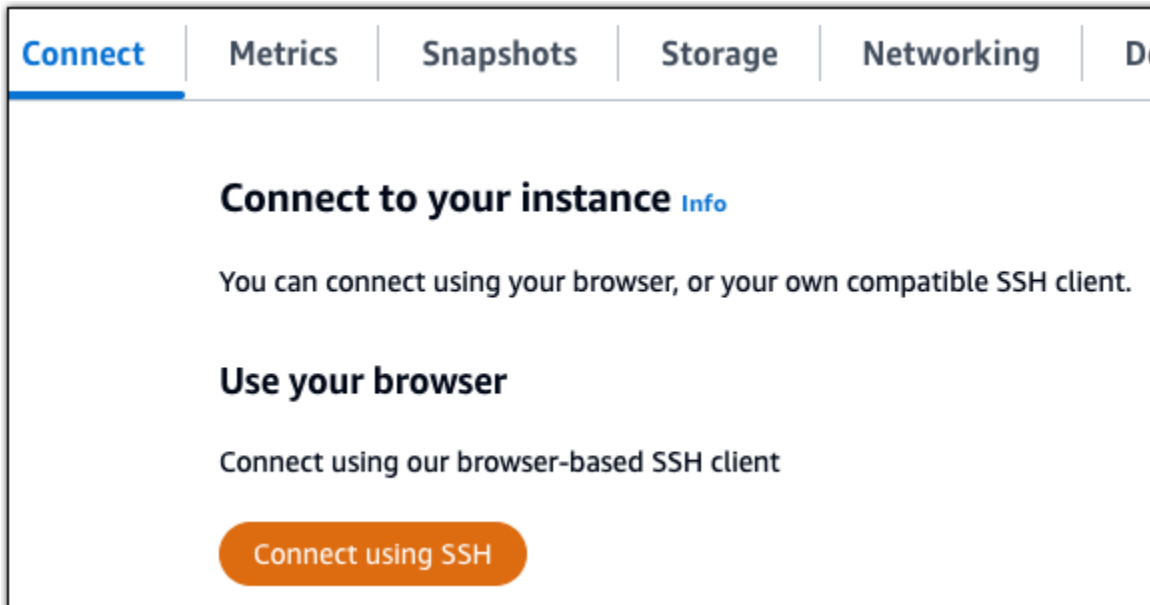 Connect Metrics Snapshots Storage Networking
Connect to your instance Info
You can connect using your browser, or your own compatible SSH client.
Use your browser
Connect using our browser-based SSH client
Connect using SSH